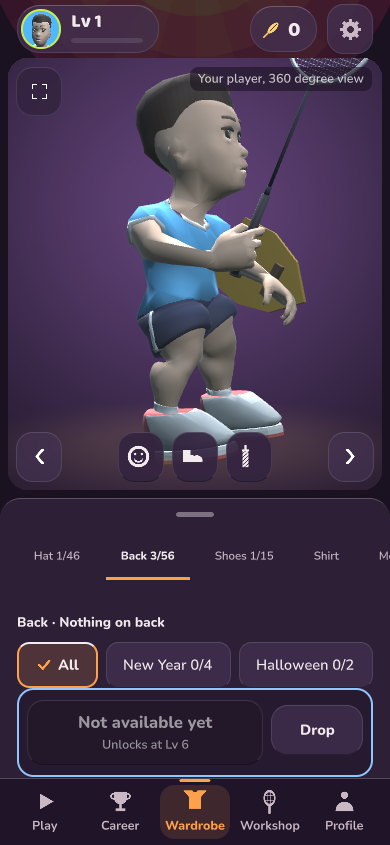 Lv 1
0
Your player, 360 degree view
Hat 1/46
Back 3/56
Shoes 1/15
Shirt
Back · Nothing on back
All
New Year 0/4
Halloween 0/2
Not available yet
Unlocks at Lv 6
Drop
Play
Career
Wardrobe
Workshop
Profile